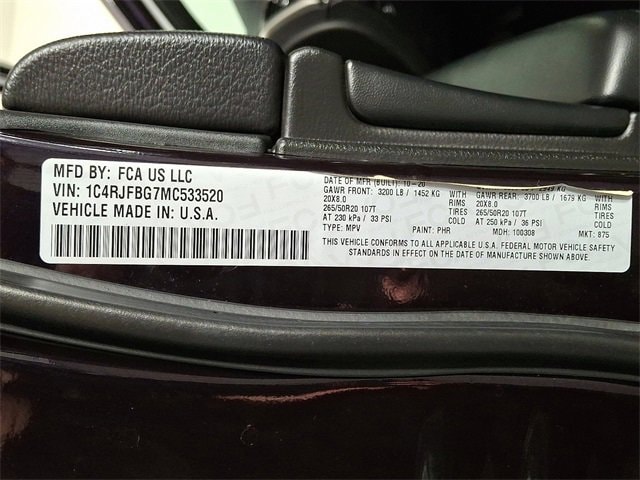 MFD BY: FCA US LLC
VIN: 1C4RJFBG7MC533520
VEHICLE MADE IN: U.S.A.
DATE OF MFR (BUILT): 10-20
GAWR FRONT: 3200 LB / 1452 KG WITH
20X8.0 RIMS
265/50R20 107T TIRES
AT 230 kPa / 33 PSI COLD
GAWR REAR: 3700 LB / 1679 KG WITH
20X8.0 RIMS
265/50R20 107T TIRES
AT 250 kPa / 36 PSI COLD
TYPE: MPV PAINT: PHR MDH: 100308 MKT: 875
THIS VEHICLE CONFORMS TO ALL APPLICABLE U.S.A. FEDERAL MOTOR VEHICLE SAFETY
STANDARDS IN EFFECT ON THE DATE OF MANUFACTURE SHOWN ABOVE.